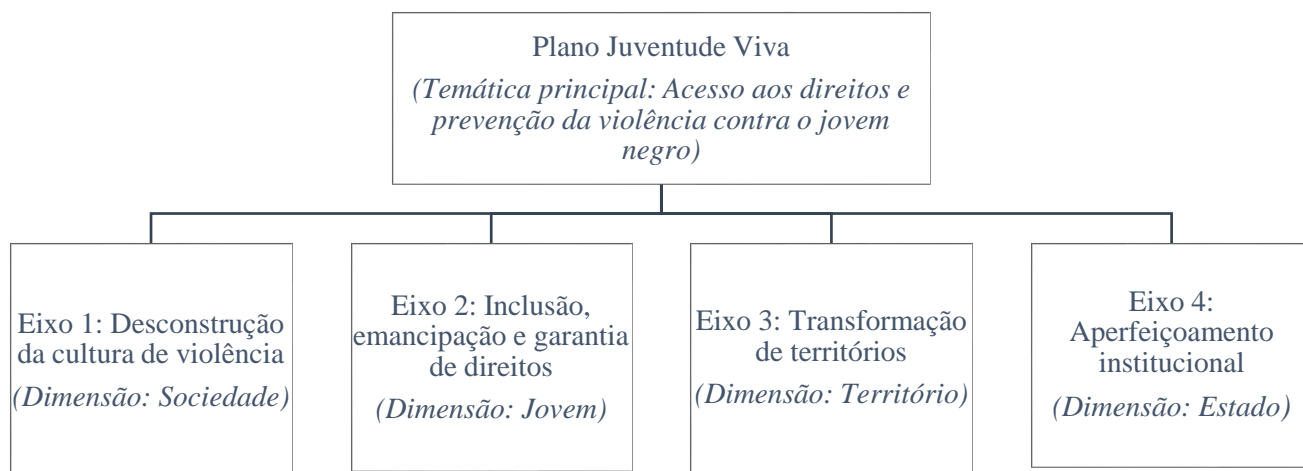 Plano Juventude Viva
(Temática principal: Acesso aos direitos e
prevenção da violência contra o jovem
negro)
Eixo 1: Desconstrução
da cultura de violência
(Dimensão: Sociedade)
Eixo 2: Inclusão,
emancipação e garantia
de direitos
(Dimensão: Jovem)
Eixo 3: Transformação
de territórios
(Dimensão: Território)
Eixo 4:
Aperfeiçoamento
institucional
(Dimensão: Estado)